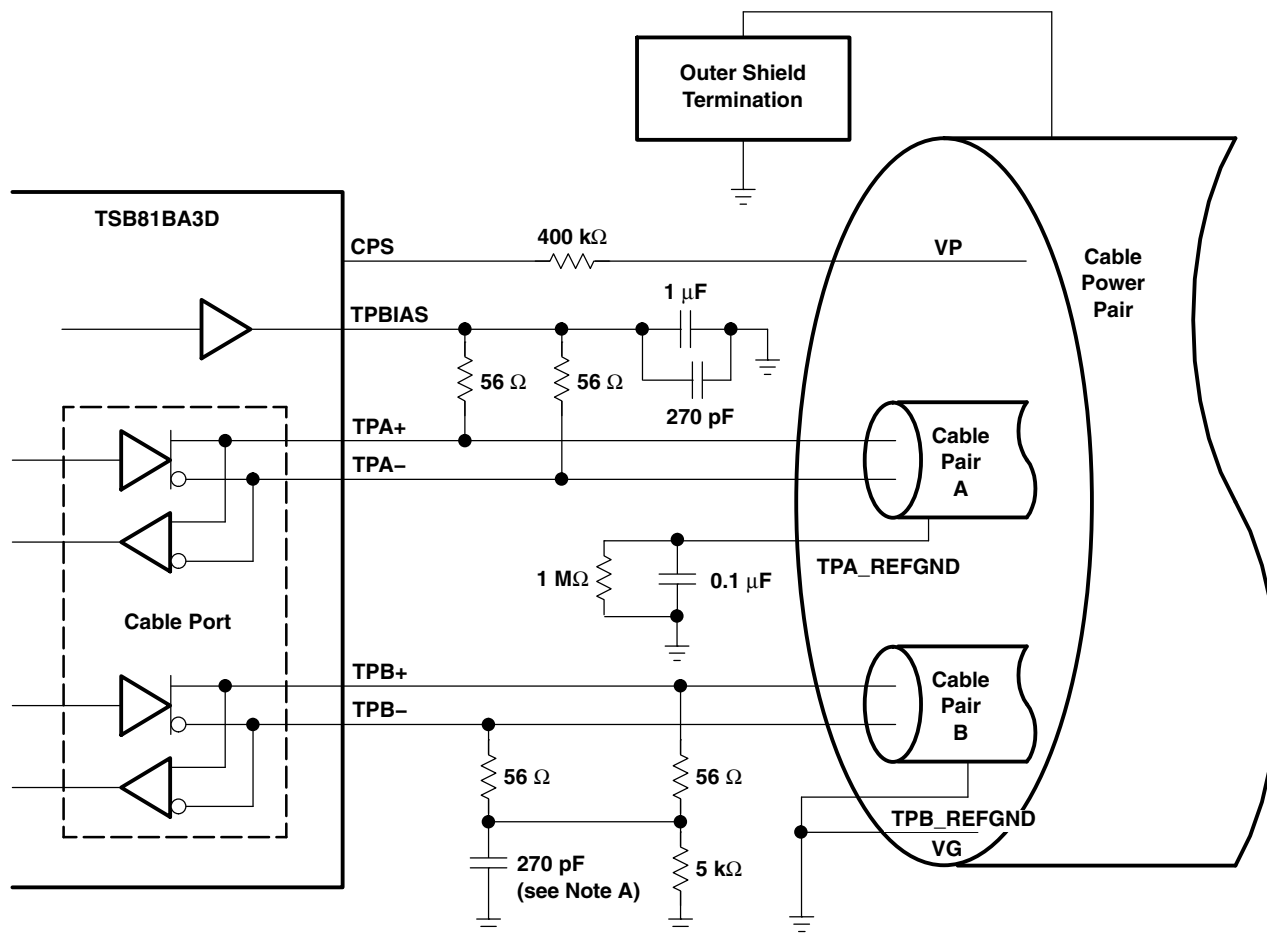 Outer Shield
Termination
TSB81BA3D
CPS
400 kΩ
VP
Cable
Power
Pair
TPBIAS
1 μF
56 Ω
56 Ω
270 pF
TPA+
TPA−
Cable
Pair
A
1 MΩ
0.1 μF
TPA_REFGND
Cable Port
TPB+
TPB−
Cable
Pair
B
56 Ω
56 Ω
TPB_REFGND
VG
270 pF
(see Note A)
5 kΩ